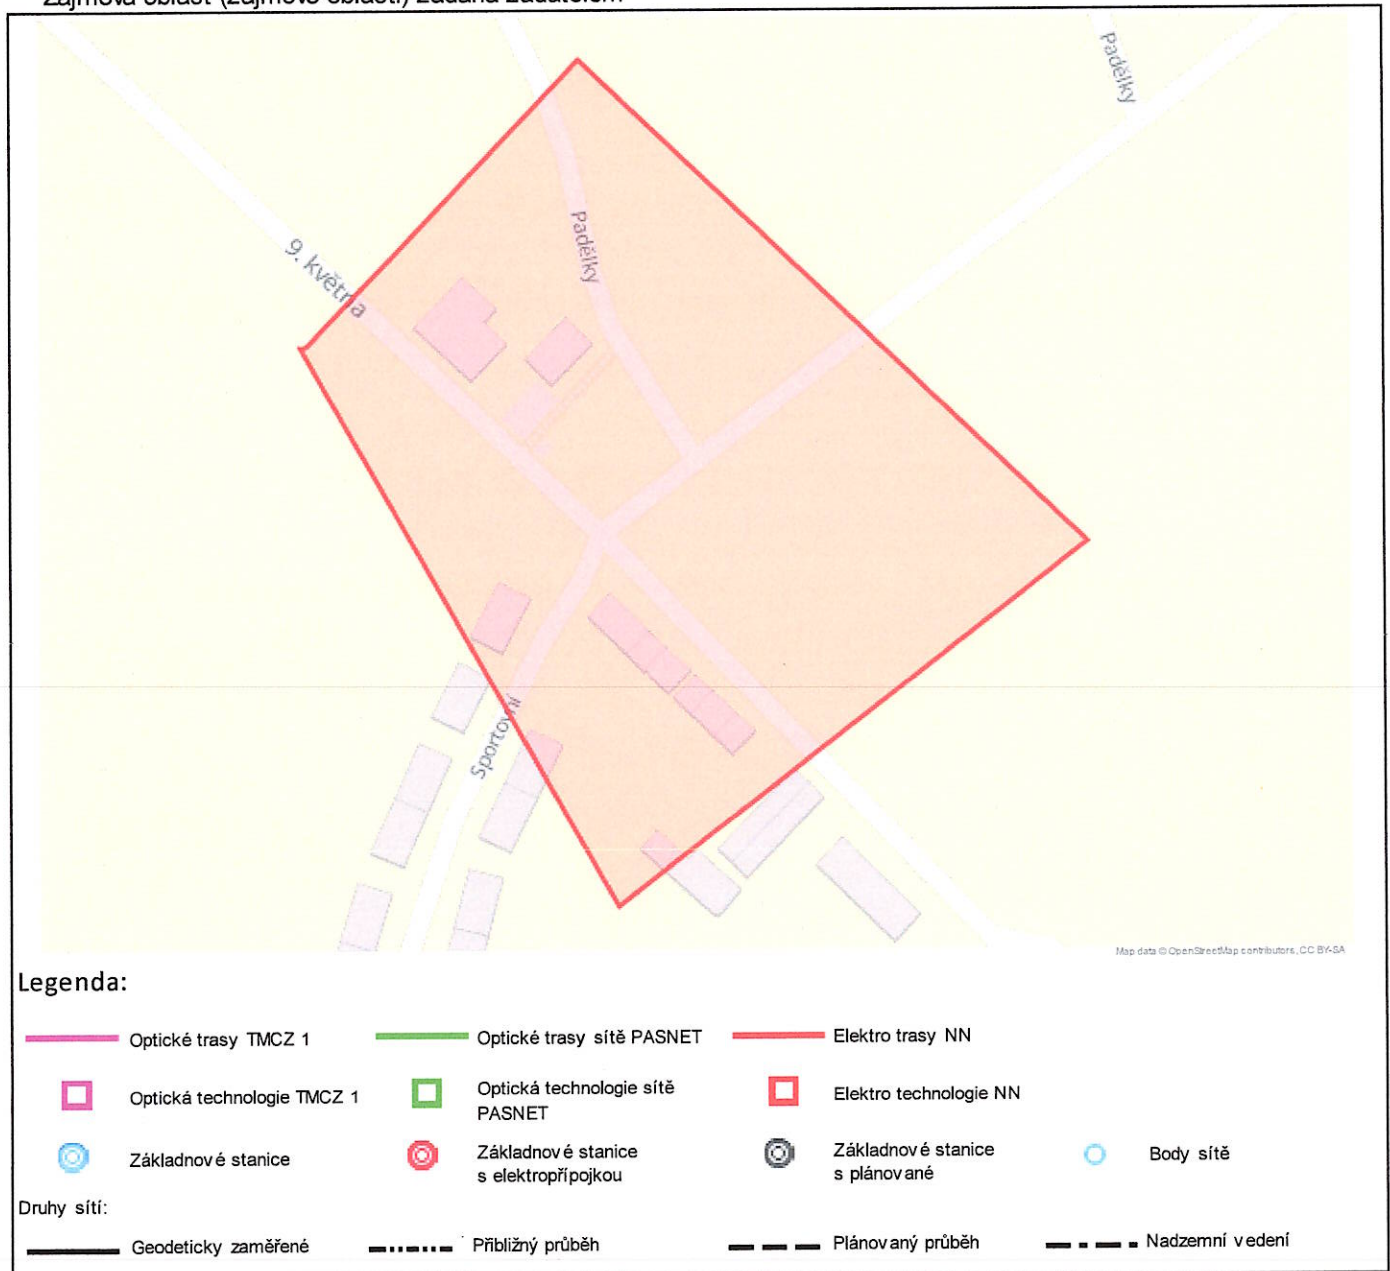 Zájmová oblast (zájmové oblasti) zadaná žadatelem
Padělky
9. května
Padělky
Sportovní
Map data © OpenStreetMap contributors, CC BY-SA
Legenda:
Optické trasy TMCZ 1
Optické trasy sítě PASNET
Elektro trasy NN
Optická technologie TMCZ 1
Optická technologie sítě
PASNET
Elektro technologie NN
Základnové stanice
Základnové stanice
s elektropřípojkou
Základnové stanice
s plánované
Body sítě
Druhy sítí:
Geodeticky zaměřené
Přibližný průběh
Plánovaný průběh
Nadzemní vedení